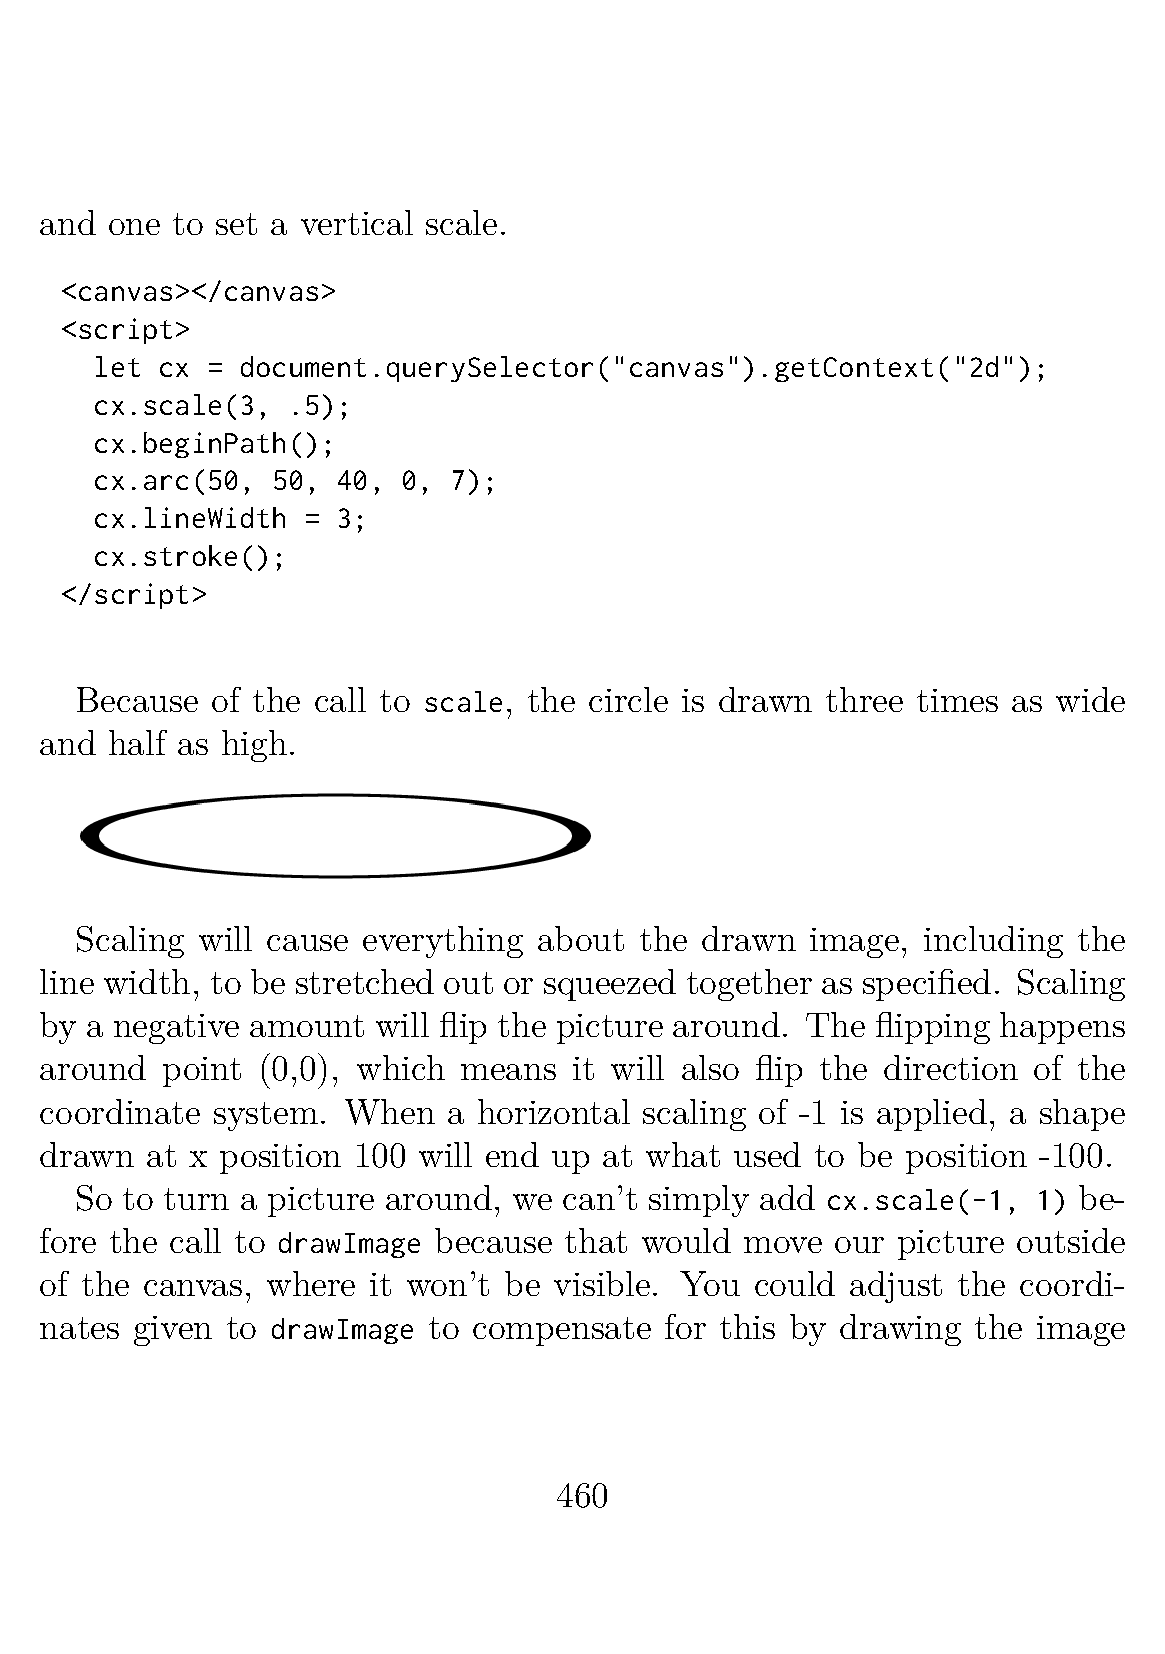 and one to set a vertical scale.
<canvas></canvas>
<script>
  let cx = document.querySelector("canvas").getContext("2d");
  cx.scale(3, .5);
  cx.beginPath();
  cx.arc(50, 50, 40, 0, 7);
  cx.lineWidth = 3;
  cx.stroke();
</script>
Because of the call to scale, the circle is drawn three times as wide
and half as high.
Scaling will cause everything about the drawn image, including the
line width, to be stretched out or squeezed together as specified. Scaling
by a negative amount will flip the picture around. The flipping happens
around point (0,0), which means it will also flip the direction of the
coordinate system. When a horizontal scaling of -1 is applied, a shape
drawn at x position 100 will end up at what used to be position -100.
So to turn a picture around, we can't simply add cx.scale(-1, 1) be-
fore the call to drawImage because that would move our picture outside
of the canvas, where it won't be visible. You could adjust the coordi-
nates given to drawImage to compensate for this by drawing the image
460